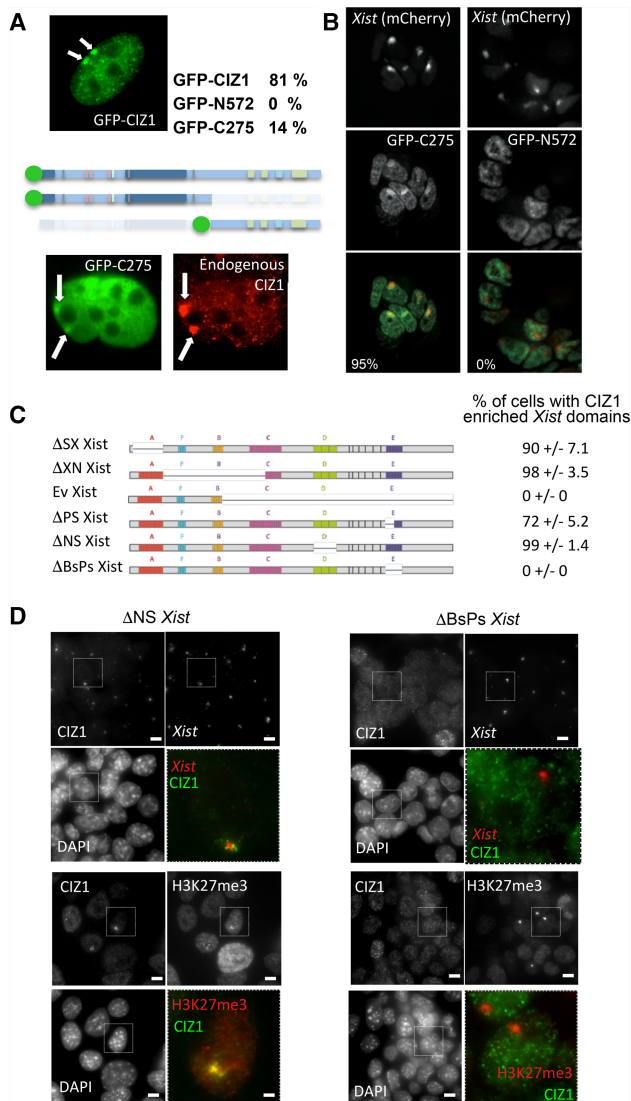 A
GFP-CIZ1
GFP-CIZ1 81 %
GFP-N572 0 %
GFP-C275 14 %
GFP-C275
Endogenous
CIZ1
B
Xist (mCherry) Xist (mCherry)
GFP-C275 GFP-N572
95% 0%
C
% of cells with CIZ1
enriched Xist domains
A F B C D E
ΔSX Xist 90 +/- 7.1
A F B C D E
ΔXN Xist 98 +/- 3.5
A F B C D E
Ev Xist 0 +/- 0
A F B C D E
ΔPS Xist 72 +/- 5.2
A F B C D E
ΔNS Xist 99 +/- 1.4
A F B C D E
ΔBsPs Xist 0 +/- 0
D
ΔNS Xist
CIZ1 Xist
DAPI
Xist
CIZ1
CIZ1 H3K27me3
DAPI
H3K27me3
CIZ1
ΔBsPs Xist
CIZ1 Xist
DAPI
Xist
CIZ1
CIZ1 H3K27me3
DAPI
H3K27me3
CIZ1